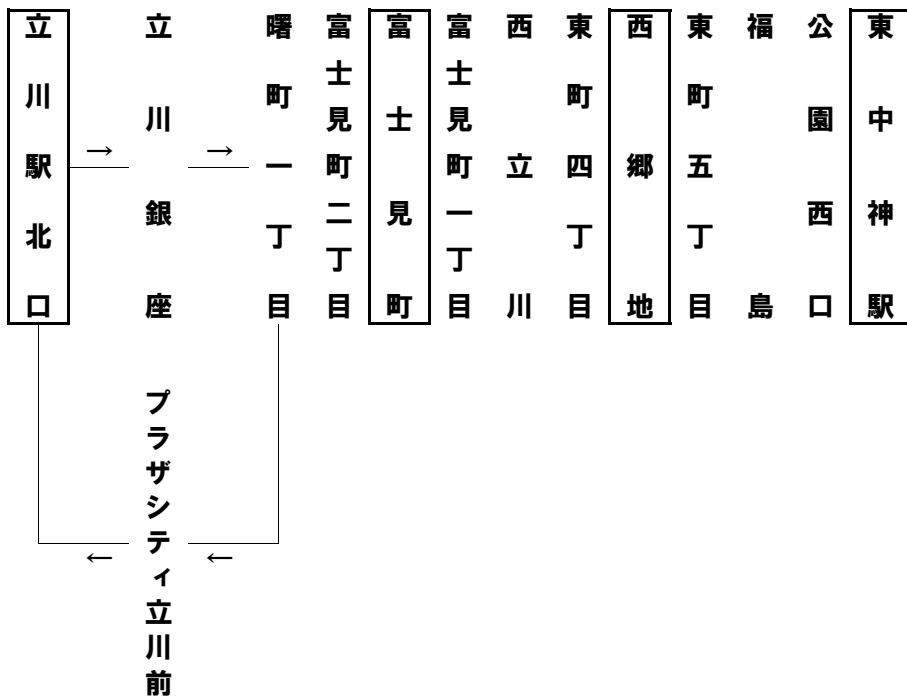 立川駅北口
→
立川銀座
→
曙町一丁目
富士見町二丁目
富士見町
富士見町一丁目
西立川
東町四丁目
西郷地
東町五丁目
福島
公園西口
東中神駅
←
プラザシティ立川前
←